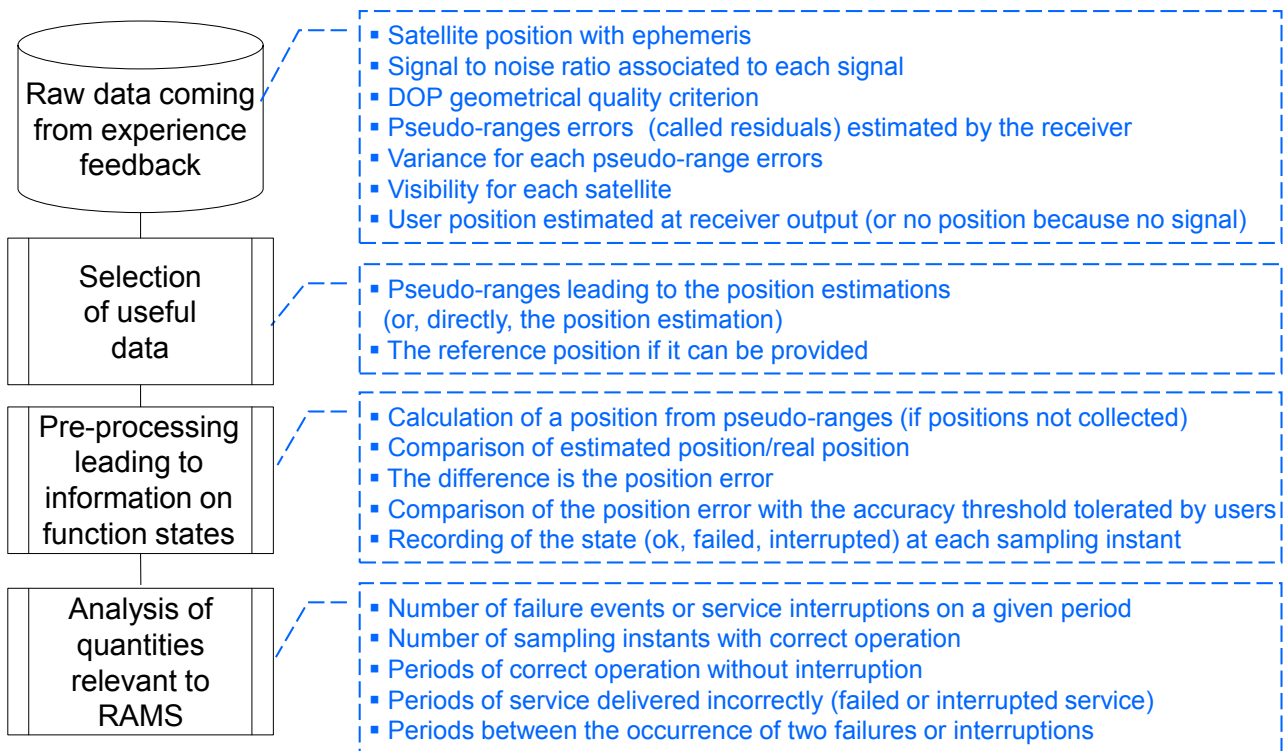 Raw data coming
from experience
feedback
▪ Satellite position with ephemeris
▪ Signal to noise ratio associated to each signal
▪ DOP geometrical quality criterion
▪ Pseudo-ranges errors (called residuals) estimated by the receiver
▪ Variance for each pseudo-range errors
▪ Visibility for each satellite
▪ User position estimated at receiver output (or no position because no signal)
Selection
of useful
data
▪ Pseudo-ranges leading to the position estimations
(or, directly, the position estimation)
▪ The reference position if it can be provided
Pre-processing
leading to
information on
function states
▪ Calculation of a position from pseudo-ranges (if positions not collected)
▪ Comparison of estimated position/real position
▪ The difference is the position error
▪ Comparison of the position error with the accuracy threshold tolerated by users
▪ Recording of the state (ok, failed, interrupted) at each sampling instant
Analysis of
quantities
relevant to
RAMS
▪ Number of failure events or service interruptions on a given period
▪ Number of sampling instants with correct operation
▪ Periods of correct operation without interruption
▪ Periods of service delivered incorrectly (failed or interrupted service)
▪ Periods between the occurrence of two failures or interruptions